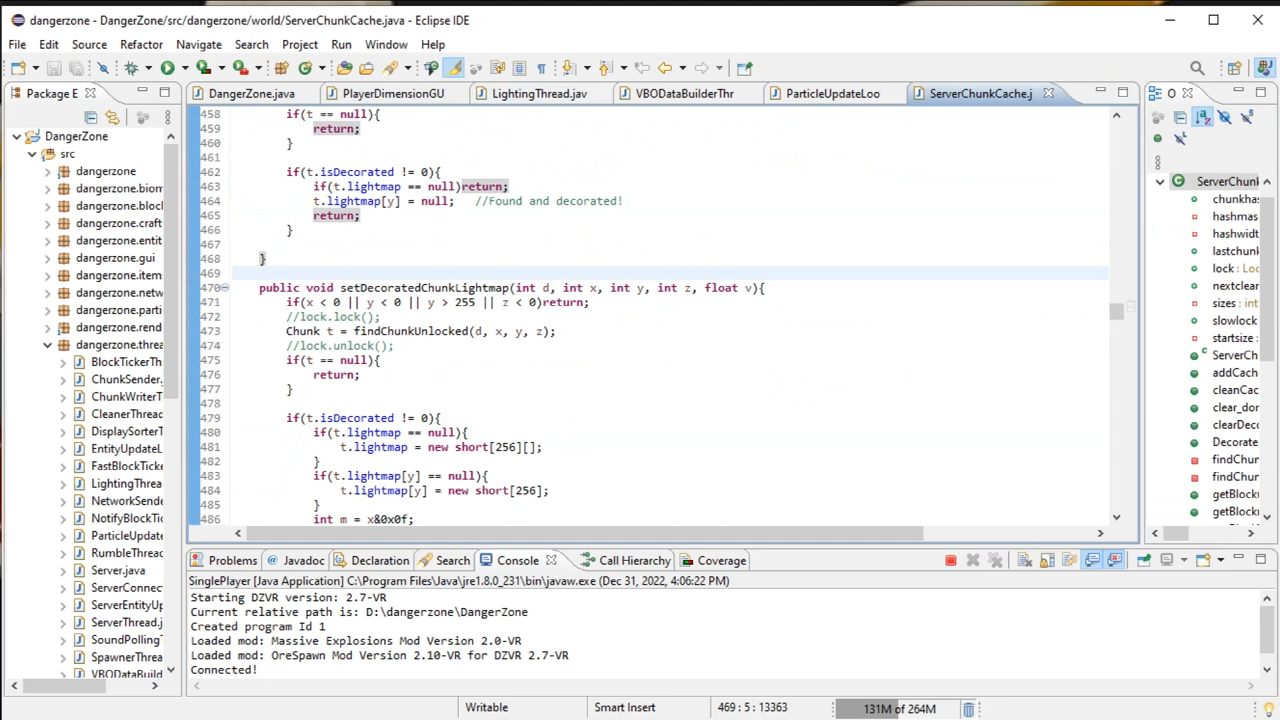 dangerzone - DangerZone/src/dangerzone/world/ServerChunkCache.java - Eclipse IDE
File Edit Source Refactor Navigate Search Project Run Window Help
Package E
DangerZone.java
PlayerDimensionGU
LightingThread.jav
VBODataBuilderThr
ParticleUpdateLoo
ServerChunkCache.j
O
DangerZone
src
dangerzone
dangerzone.biom
dangerzone.block
dangerzone.craft
dangerzone.entit
dangerzone.gui
dangerzone.item
dangerzone.netw
dangerzone.parti
dangerzone.rend
dangerzone.threa
BlockTickerTh
ChunkSender.
ChunkWriterT
CleanerThread
DisplaySorterT
EntityUpdateL
FastBlockTicke
LightingThread
NetworkSende
NotifyBlockTic
ParticleUpdate
RumbleThread
Server.java
ServerConnec
ServerEntityUp
ServerThread.j
SoundPollingT
SpawnerThrea
VBODataBuild
458 if(t == null){
459 return;
460 }
461
462 if(t.isDecorated != 0){
463 if(t.lightmap == null)return;
464 t.lightmap[y] = null; //Found and decorated!
465 return;
466 }
467
468 }
469
470 public void setDecoratedChunkLightmap(int d, int x, int y, int z, float v){
471 if(x < 0 || y < 0 || y > 255 || z < 0)return;
472 //lock.lock();
473 Chunk t = findChunkUnlocked(d, x, y, z);
474 //lock.unlock();
475 if(t == null){
476 return;
477 }
478
479 if(t.isDecorated != 0){
480 if(t.lightmap == null){
481 t.lightmap = new short[256][];
482 }
483 if(t.lightmap[y] == null){
484 t.lightmap[y] = new short[256];
485 }
486 int m = x&0x0f;
ServerChunk
chunkhas
hashmas
hashwidt
lastchunk
lock : Loc
nextclear
sizes : int
slowlock
startsize :
ServerCh
addCache
cleanCac
clear_don
clearDeco
Decorate
findChun
findChun
getBlock
getBlocki
Problems Javadoc Declaration Search Console Call Hierarchy Coverage
SinglePlayer [Java Application] C:\Program Files\Java\jre1.8.0_231\bin\javaw.exe (Dec 31, 2022, 4:06:22 PM)
Starting DZVR version: 2.7-VR
Current relative path is: D:\dangerzone\DangerZone
Created program Id 1
Loaded mod: Massive Explosions Mod Version 2.0-VR
Loaded mod: OreSpawn Mod Version 2.10-VR for DZVR 2.7-VR
Connected!
Writable
Smart Insert
469 : 5 : 13363
131M of 264M